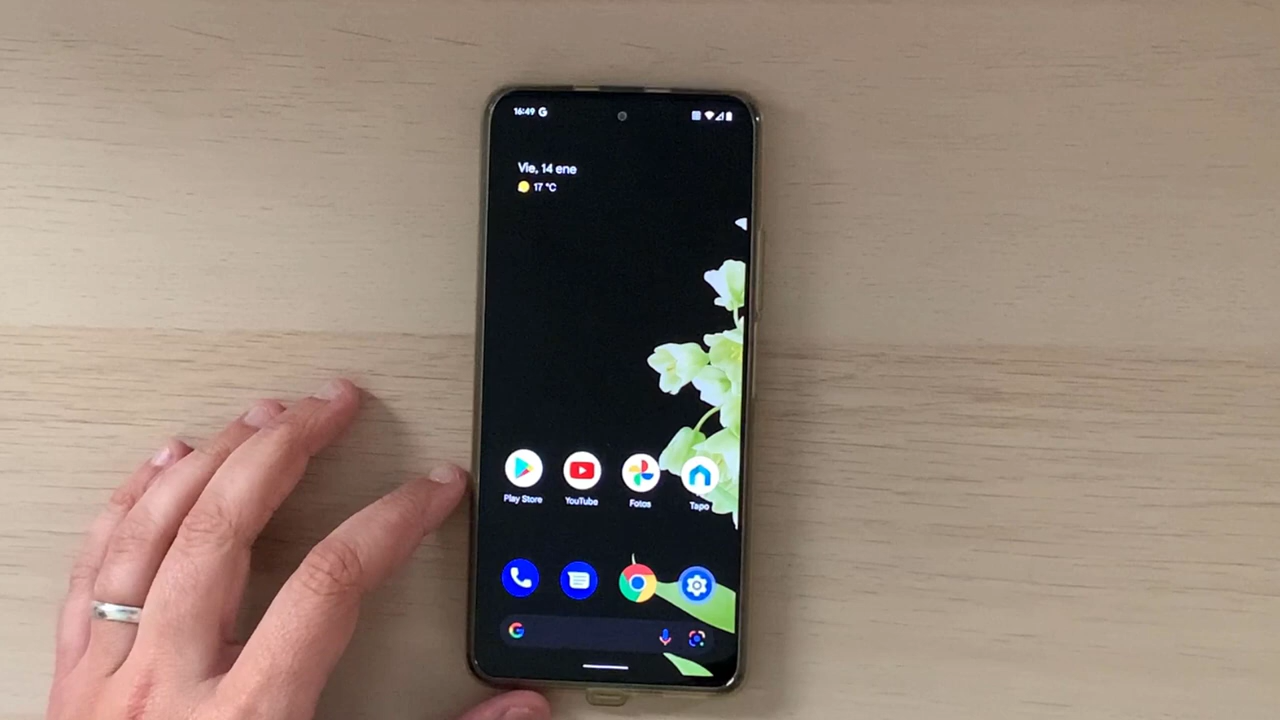 16:49 G
Vie, 14 ene
17 °C
Play Store
YouTube
Fotos
Tapo
G